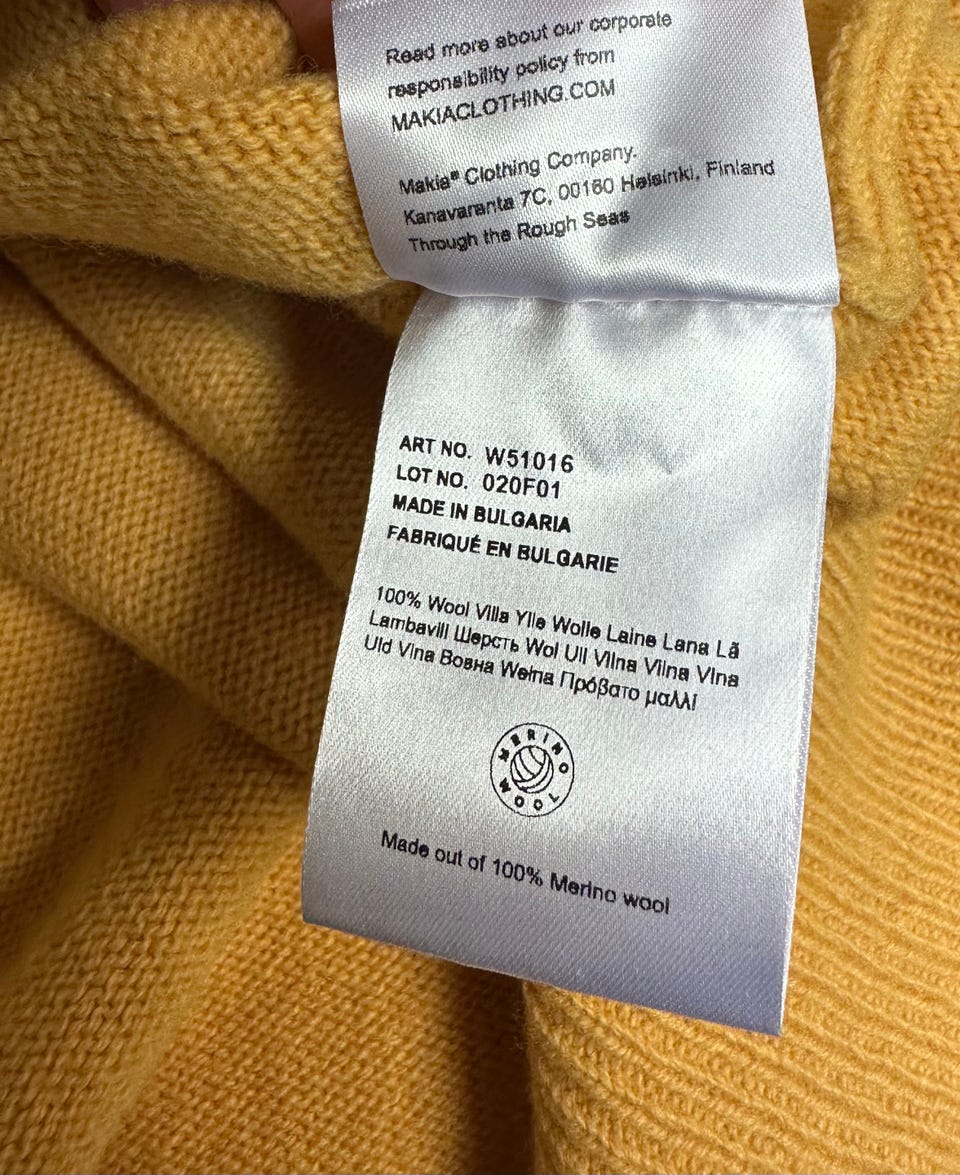 Read more about our corporate
responsibility policy from
MAKIACLOTHING.COM
Makia® Clothing Company.
Kanavaranta 7C, 00160 Helsinki, Finland
Through the Rough Seas
ART NO. W51016
LOT NO. 020F01
MADE IN BULGARIA
FABRIQUÉ EN BULGARIE
100% Wool Villa Ylle Wolle Laine Lana Lã
Lambavill Шерсть Wol Ull Vilna Vilna Vlna
Uld Vlna Вовна Wełna Πρόβατο μαλλί
MERINO WOOL
Made out of 100% Merino wool